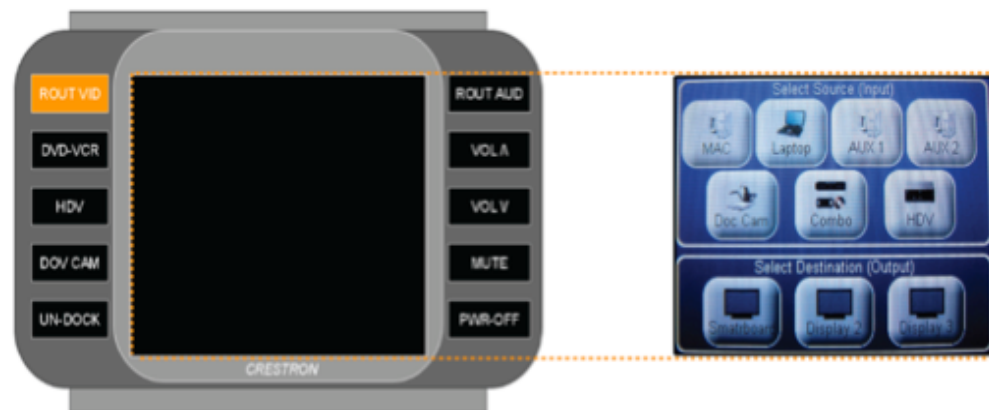 ROUT VID
DVD-VCR
HDV
DOV CAM
UN-DOCK
ROUT AUD
VOL Λ
VOL V
MUTE
PWR-OFF
CRESTRON
Select Source (Input)
MAC Laptop AUX 1 AUX 2
Doc Cam Combo HDV
Select Destination (Output)
Smartboard Display 2 Display 3